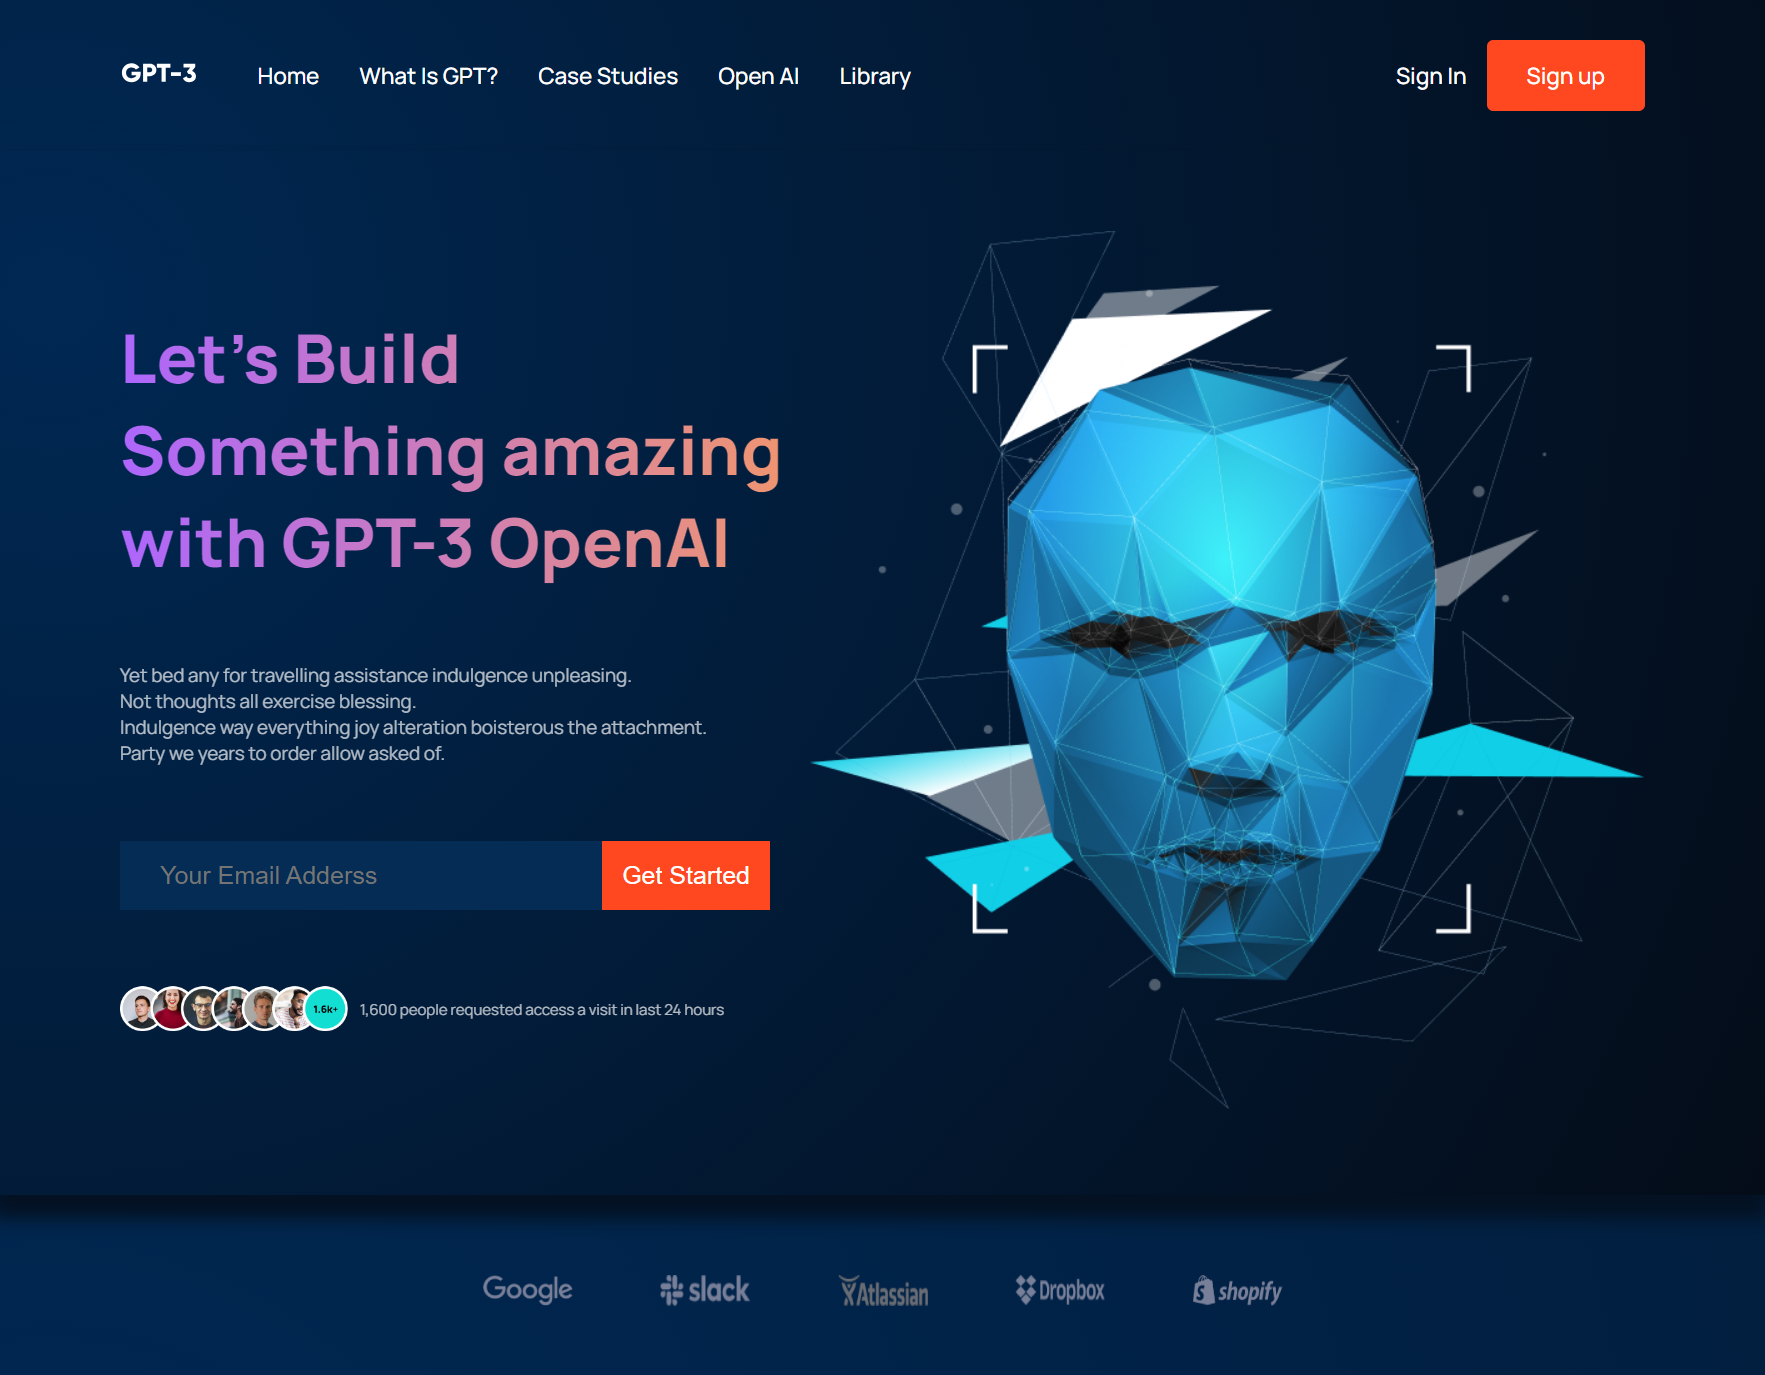 GPT-3
Home What Is GPT? Case Studies Open AI Library
Sign In Sign up
Let's Build
Something amazing
with GPT-3 OpenAI
Yet bed any for travelling assistance indulgence unpleasing.
Not thoughts all exercise blessing.
Indulgence way everything joy alteration boisterous the attachment.
Party we years to order allow asked of.
Your Email Adderss Get Started
1.6k+ 1,600 people requested access a visit in last 24 hours
Google slack Atlassian Dropbox shopify